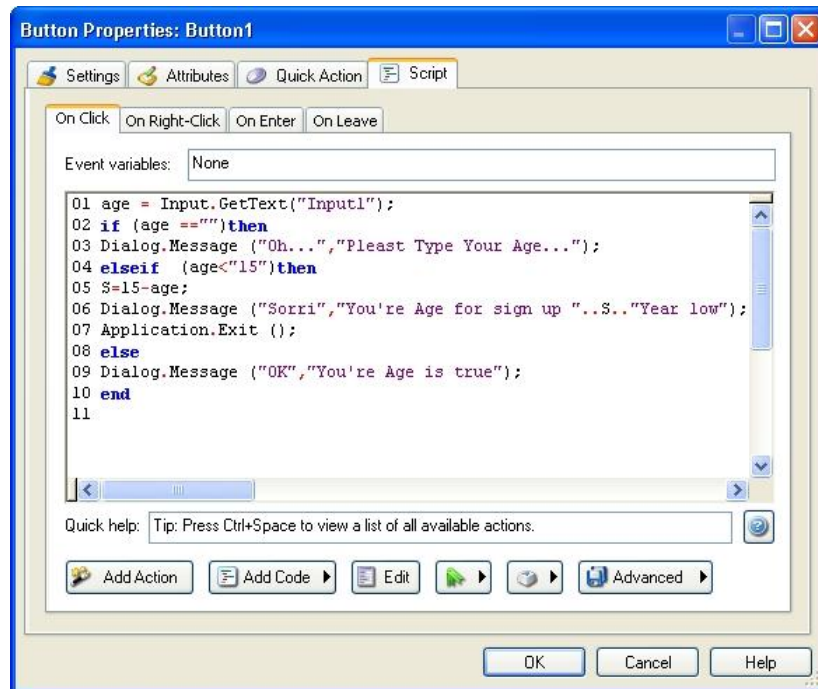 Button Properties: Button1
Settings Attributes Quick Action Script
On Click On Right-Click On Enter On Leave
Event variables: None
01 age = Input.GetText("Input1");
02 if (age =="")then
03 Dialog.Message ("Oh...","Pleast Type Your Age...");
04 elseif (age<"15")then
05 S=15-age;
06 Dialog.Message ("Sorri","You're Age for sign up "..S.."Year low");
07 Application.Exit ();
08 else
09 Dialog.Message ("OK","You're Age is true");
10 end
11
Quick help: Tip: Press Ctrl+Space to view a list of all available actions.
Add Action Add Code Edit Advanced
OK Cancel Help